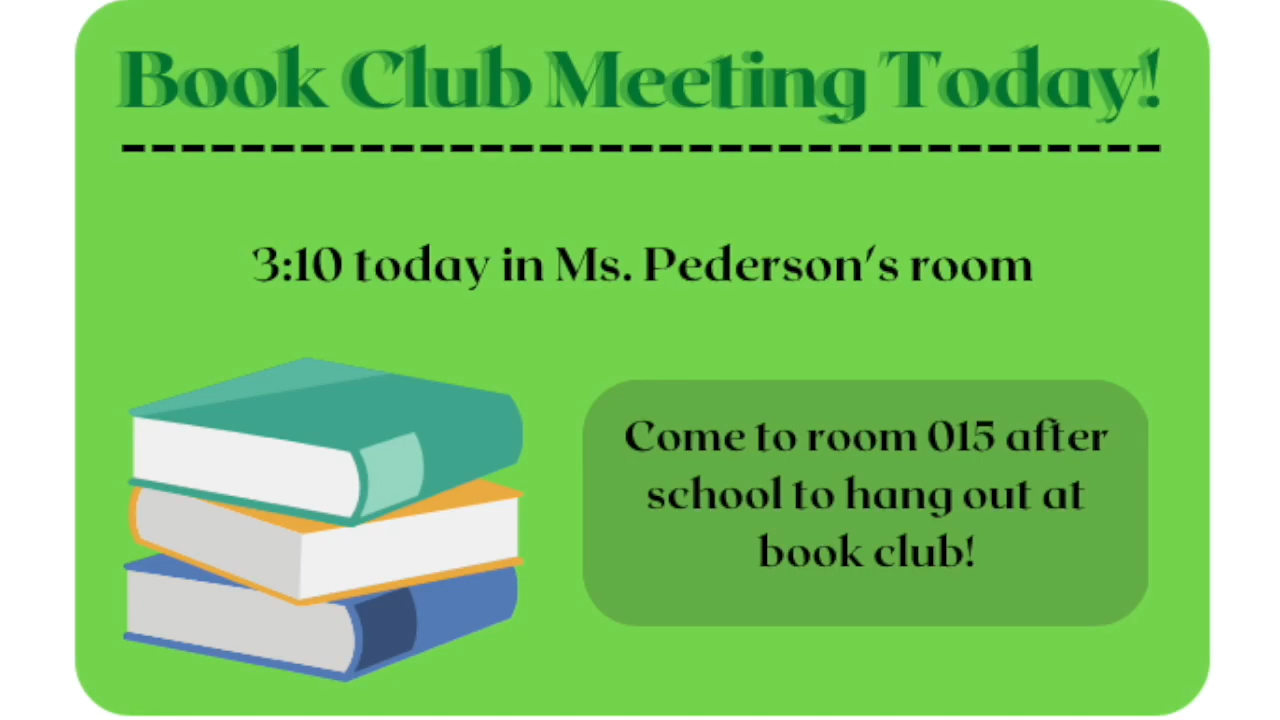 Book Club Meeting Today!
3:10 today in Ms. Pederson's room
Come to room 015 after
school to hang out at
book club!